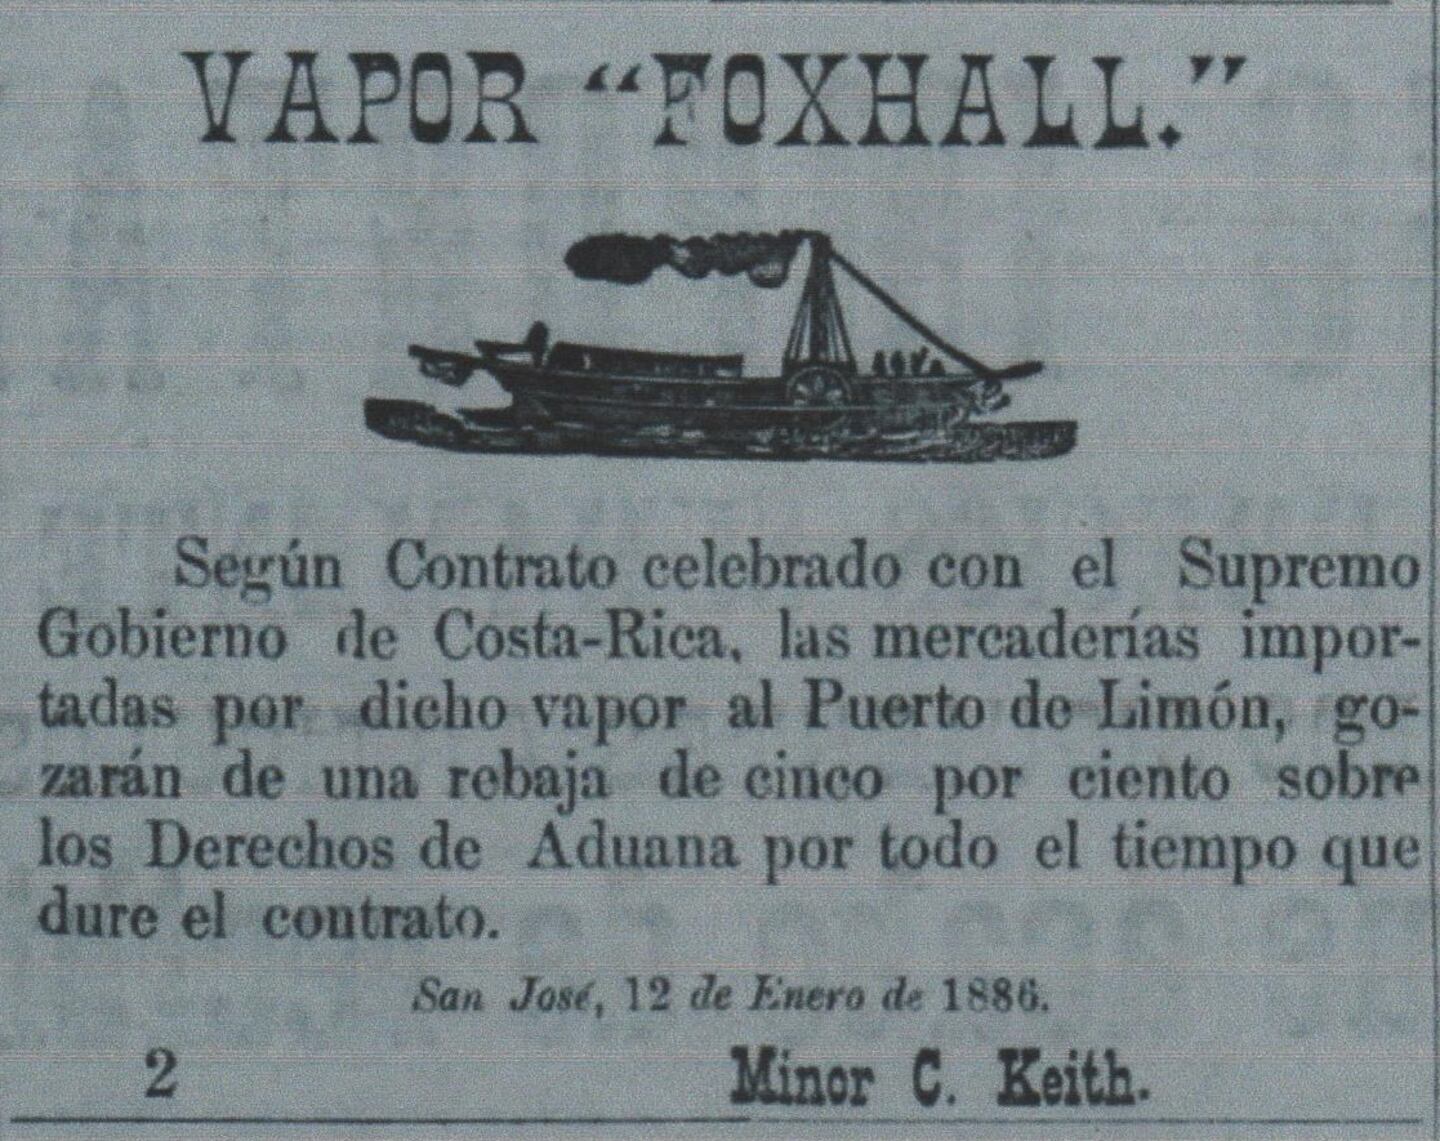 VAPOR “FOXHALL.”
Según Contrato celebrado con el Supremo
Gobierno de Costa-Rica, las mercaderías impor-
tadas por dicho vapor al Puerto de Limón, go-
zarán de una rebaja de cinco por ciento sobre
los Derechos de Aduana por todo el tiempo que
dure el contrato.
San José, 12 de Enero de 1886.
2 Minor C. Keith.